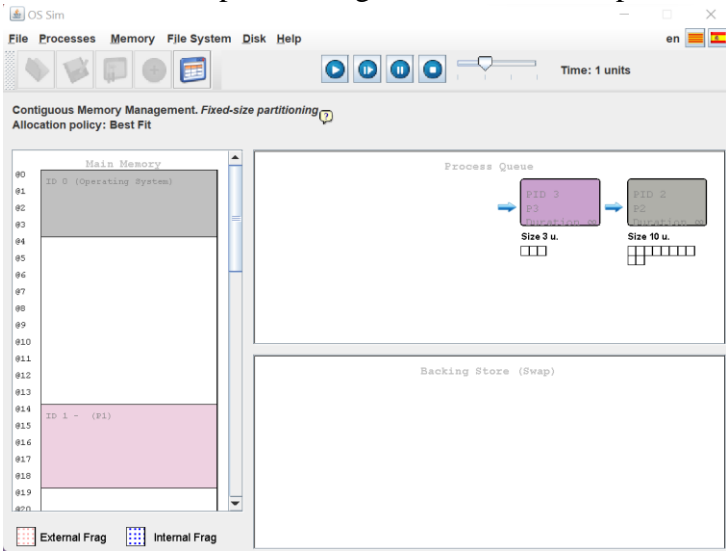 OS Sim
File Processes Memory File System Disk Help
en
Time: 1 units
Contiguous Memory Management. Fixed-size partitioning
Allocation policy: Best Fit
Main Memory
@0
ID 0 (Operating System)
@1
@2
@3
@4
@5
@6
@7
@8
@9
@10
@11
@12
@13
@14
ID 1 - (P1)
@15
@16
@17
@18
@19
@20
External Frag
Internal Frag
Process Queue
PID 3
P3
Duration
Size 3 u.
PID 2
P2
Duration
Size 10 u.
Backing Store (Swap)